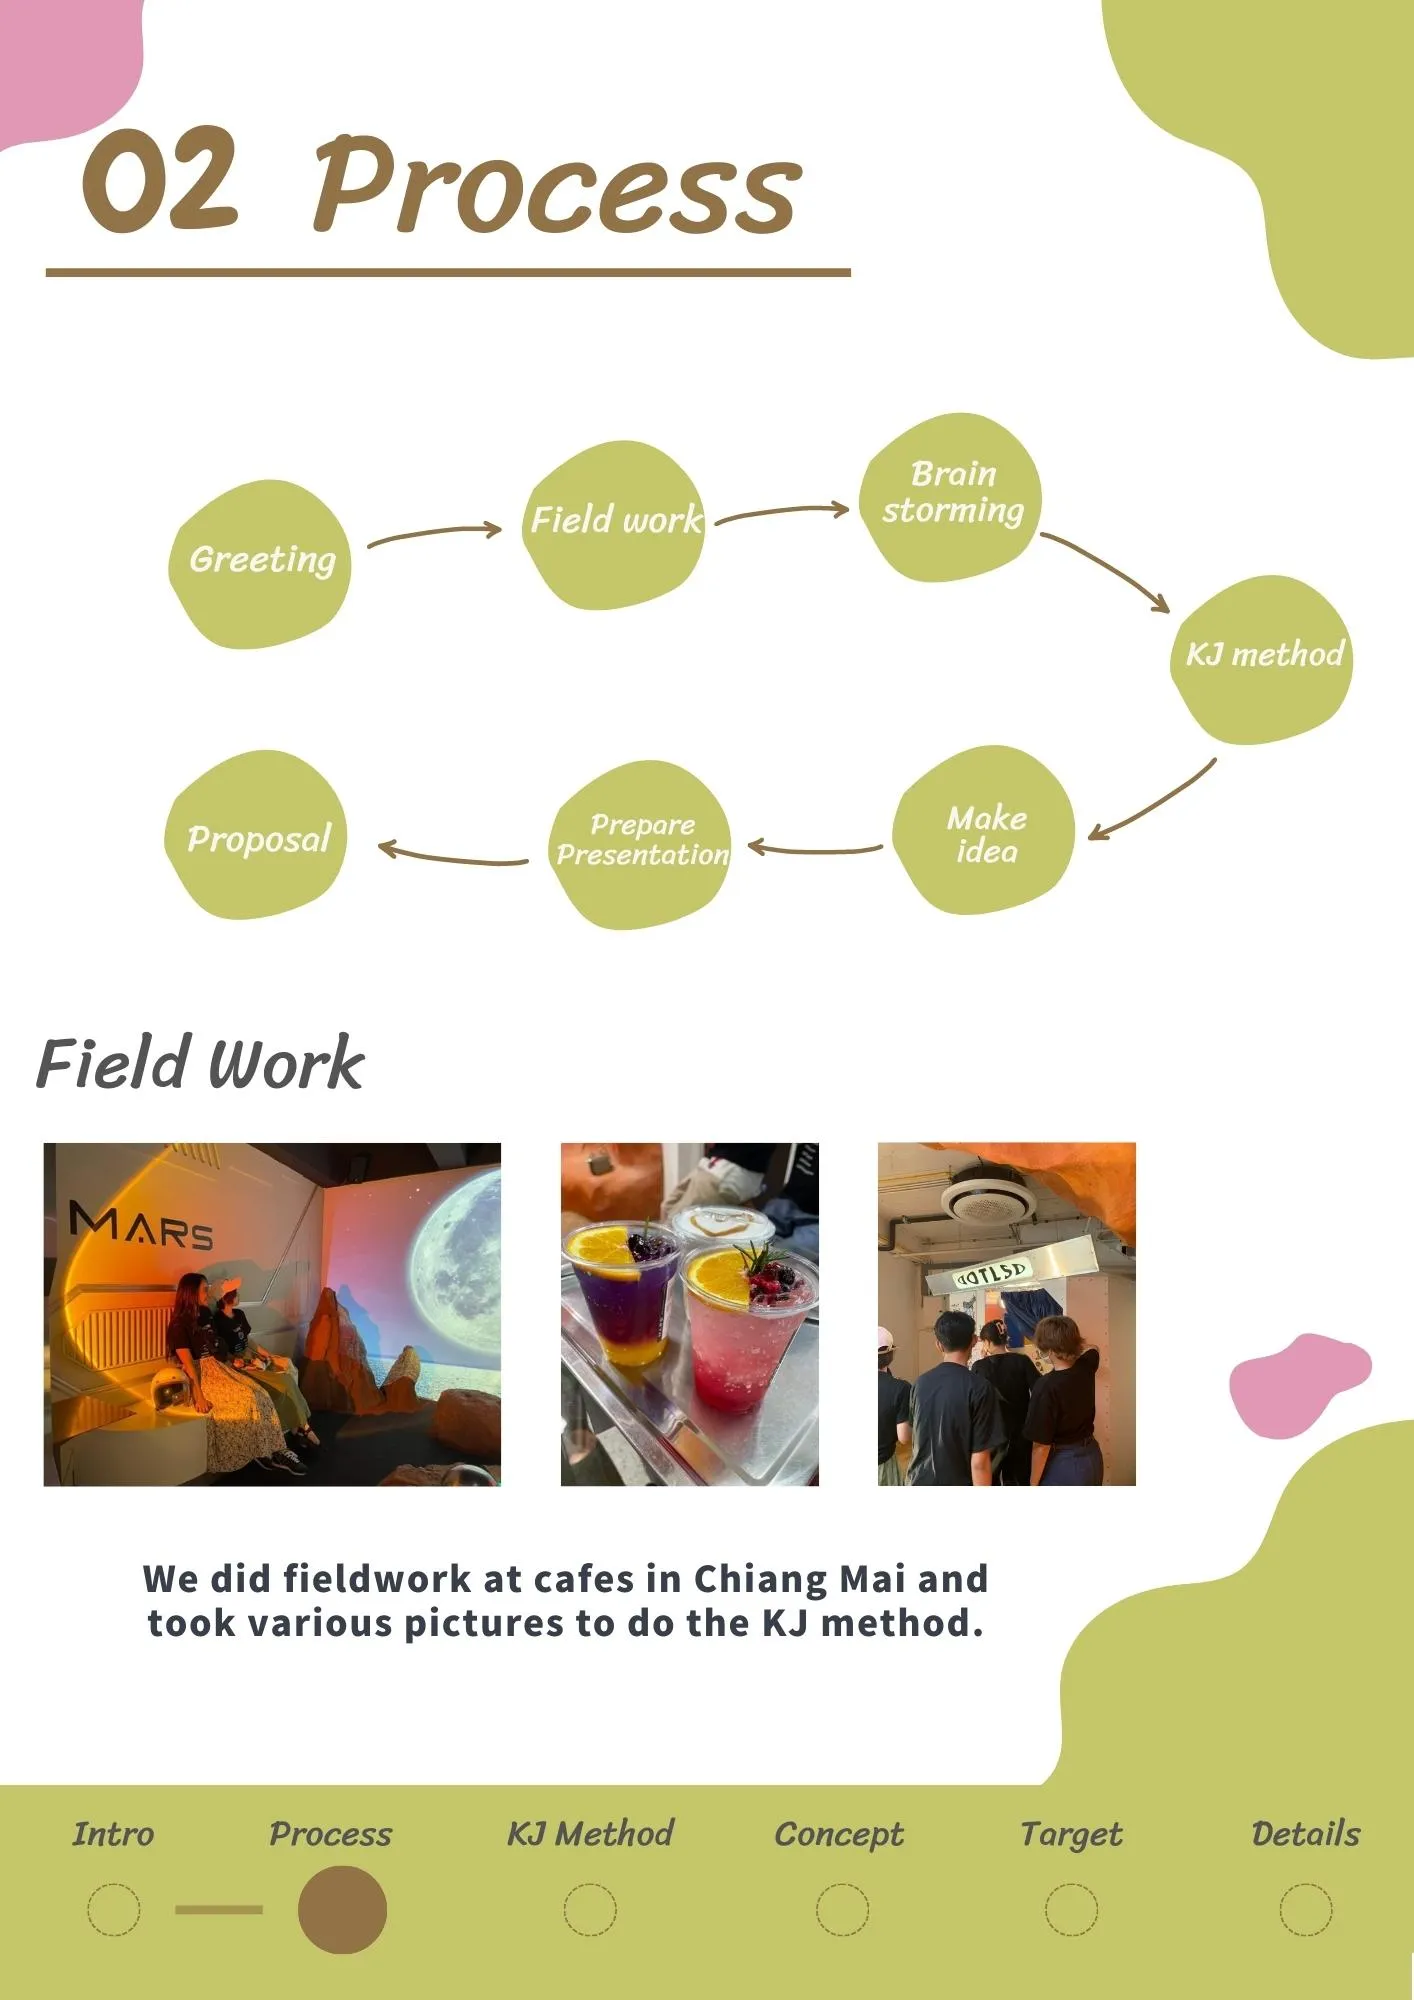 02 Process
Greeting
Field work
Brain
storming
KJ method
Make
idea
Prepare
Presentation
Proposal
Field Work
MARS
We did fieldwork at cafes in Chiang Mai and
took various pictures to do the KJ method.
Intro
Process
KJ Method
Concept
Target
Details